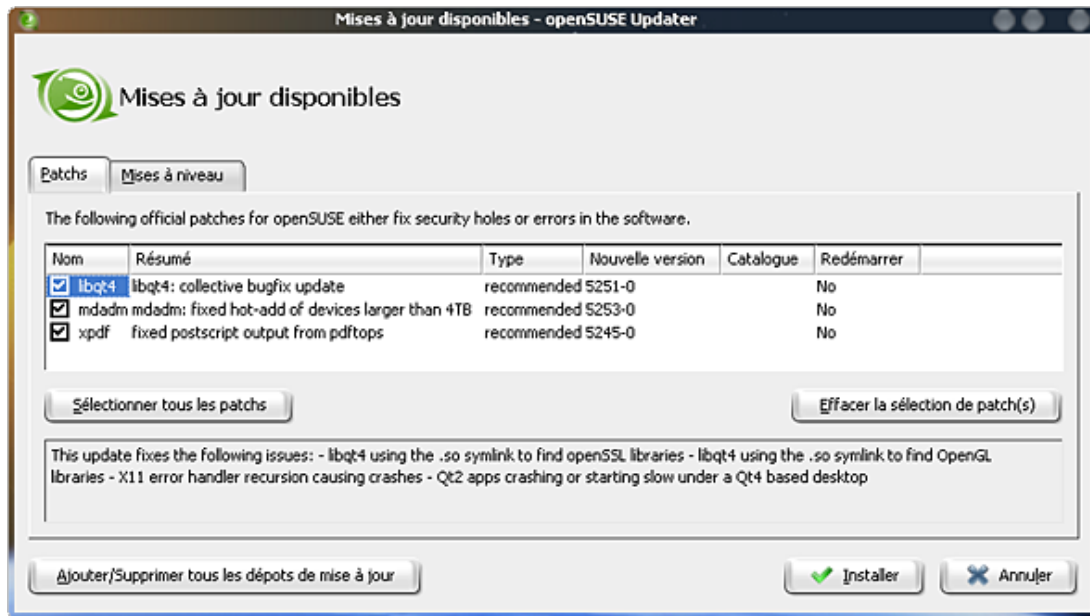 Mises à jour disponibles - openSUSE Updater
Mises à jour disponibles
Patchs Mises à niveau
The following official patches for openSUSE either fix security holes or errors in the software.
Nom Résumé Type Nouvelle version Catalogue Redémarrer
libqt4 libqt4: collective bugfix update recommended 5251-0 No
mdadm mdadm: fixed hot-add of devices larger than 4TB recommended 5253-0 No
xpdf fixed postscript output from pdftops recommended 5245-0 No
Sélectionner tous les patchs Effacer la sélection de patch(s)
This update fixes the following issues: - libqt4 using the .so symlink to find openSSL libraries - libqt4 using the .so symlink to find OpenGL
libraries - X11 error handler recursion causing crashes - Qt2 apps crashing or starting slow under a Qt4 based desktop
Ajouter/Supprimer tous les dépots de mise à jour Installer Annuler